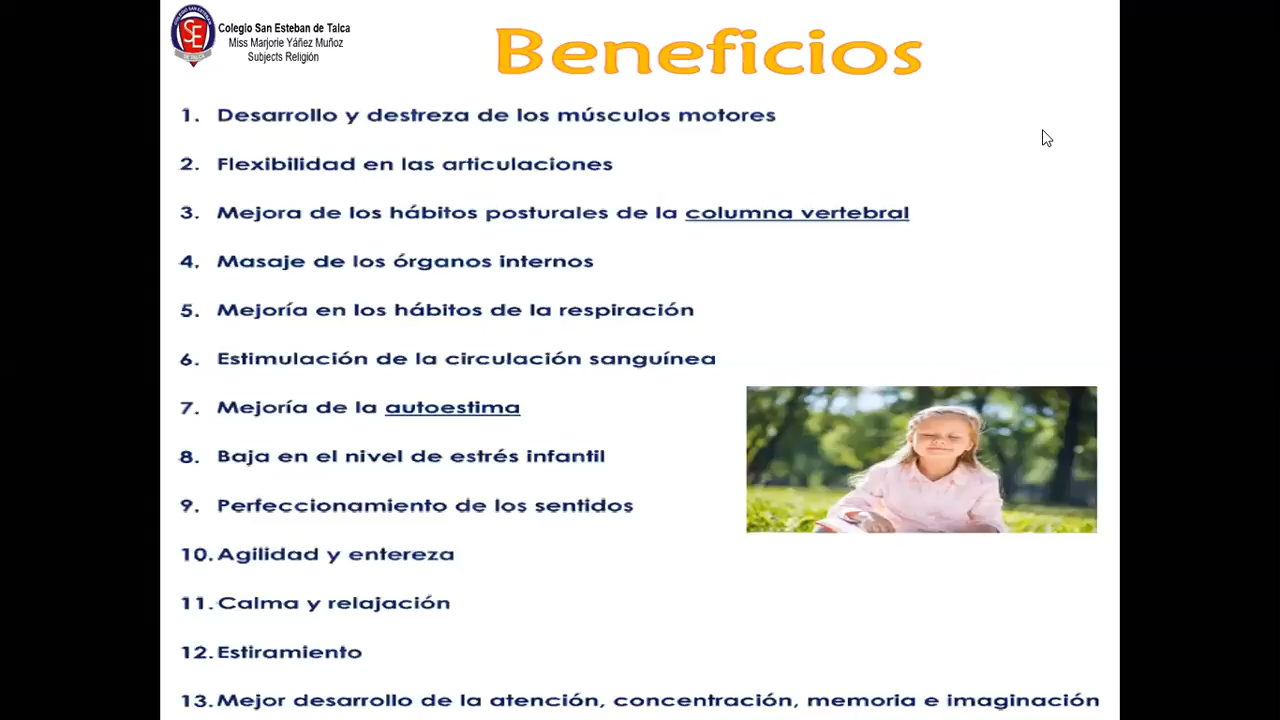 Colegio San Esteban de Talca
Miss Marjorie Yáñez Muñoz
Subjects Religión
Beneficios
1. Desarrollo y destreza de los músculos motores
2. Flexibilidad en las articulaciones
3. Mejora de los hábitos posturales de la columna vertebral
4. Masaje de los órganos internos
5. Mejoría en los hábitos de la respiración
6. Estimulación de la circulación sanguínea
7. Mejoría de la autoestima
8. Baja en el nivel de estrés infantil
9. Perfeccionamiento de los sentidos
10. Agilidad y entereza
11. Calma y relajación
12. Estiramiento
13. Mejor desarrollo de la atención, concentración, memoria e imaginación